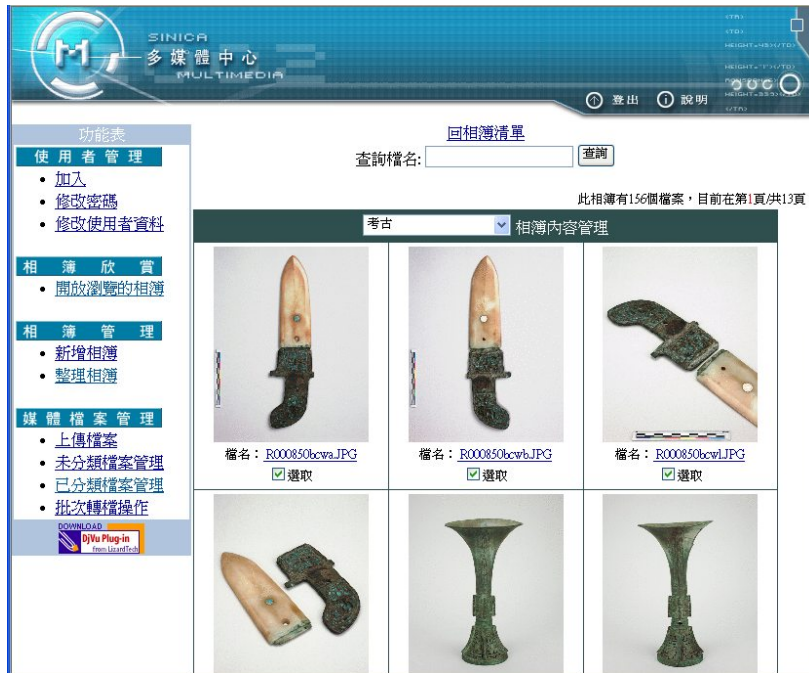 SINICA
多媒體中心
MULTIMEDIA
<TR>
<TD>
登出 說明
功能表
使用者管理
加入
修改密碼
修改使用者資料
相簿欣賞
開放瀏覽的相簿
相簿管理
新增相簿
整理相簿
媒體檔案管理
上傳檔案
未分類檔案管理
已分類檔案管理
批次轉檔操作
DOWNLOAD
DjVu Plug-in
from LizardTech
回相簿清單
查詢檔名: 查詢
此相簿有156個檔案,目前在第1頁/共13頁
考古 相簿內容管理
檔名: R000850bcwa.JPG 檔名: R000850bcwb.JPG 檔名: R000850bcwl.JPG
選取 選取 選取